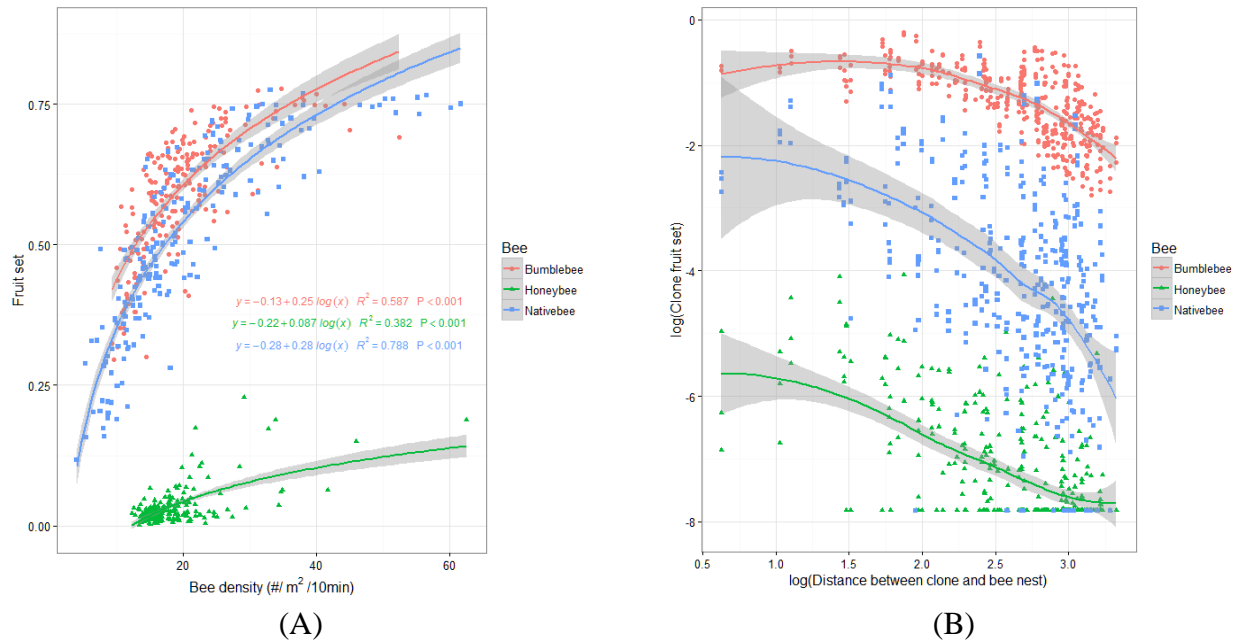 0.75
0.50
0.25
0.00
Fruit set
y = −0.13 + 0.25 log(x) R² = 0.587 P < 0.001
y = −0.22 + 0.087 log(x) R² = 0.382 P < 0.001
y = −0.28 + 0.28 log(x) R² = 0.788 P < 0.001
20 40 60
Bee density (#/ m² /10min)
Bee
Bumblebee
Honeybee
Nativebee
(A)
0
-2
-4
-6
-8
log(Clone fruit set)
0.5 1.0 1.5 2.0 2.5 3.0
log(Distance between clone and bee nest)
Bee
Bumblebee
Honeybee
Nativebee
(B)